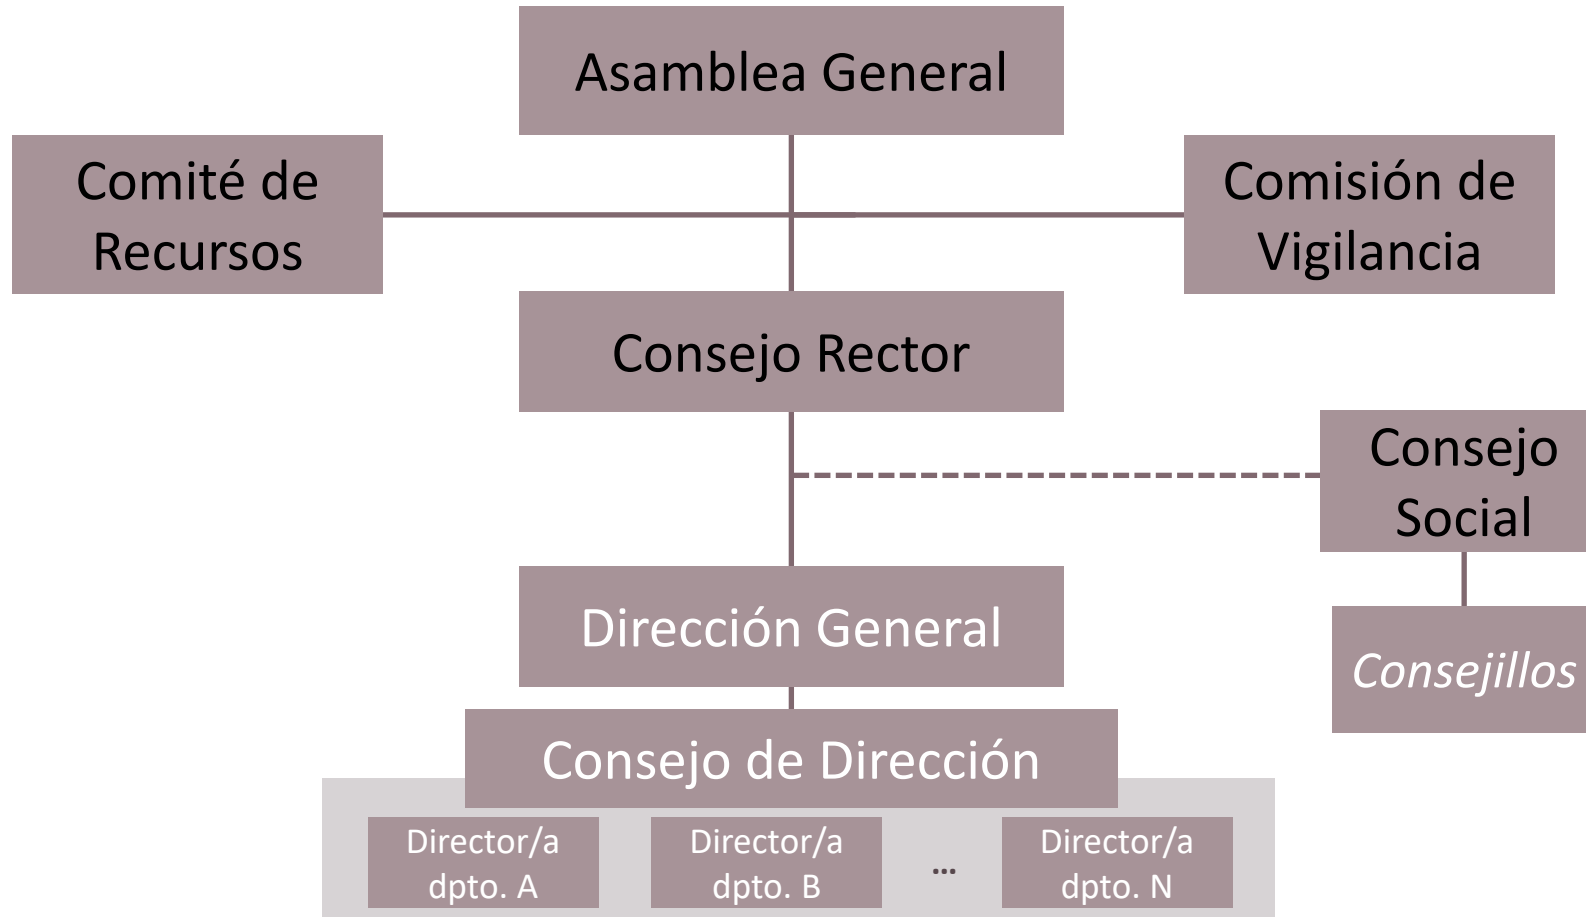 Asamblea General
Comité de
Recursos
Comisión de
Vigilancia
Consejo Rector
Consejo
Social
Dirección General
Consejillos
Consejo de Dirección
Director/a
dpto. A
Director/a
dpto. B
...
Director/a
dpto. N